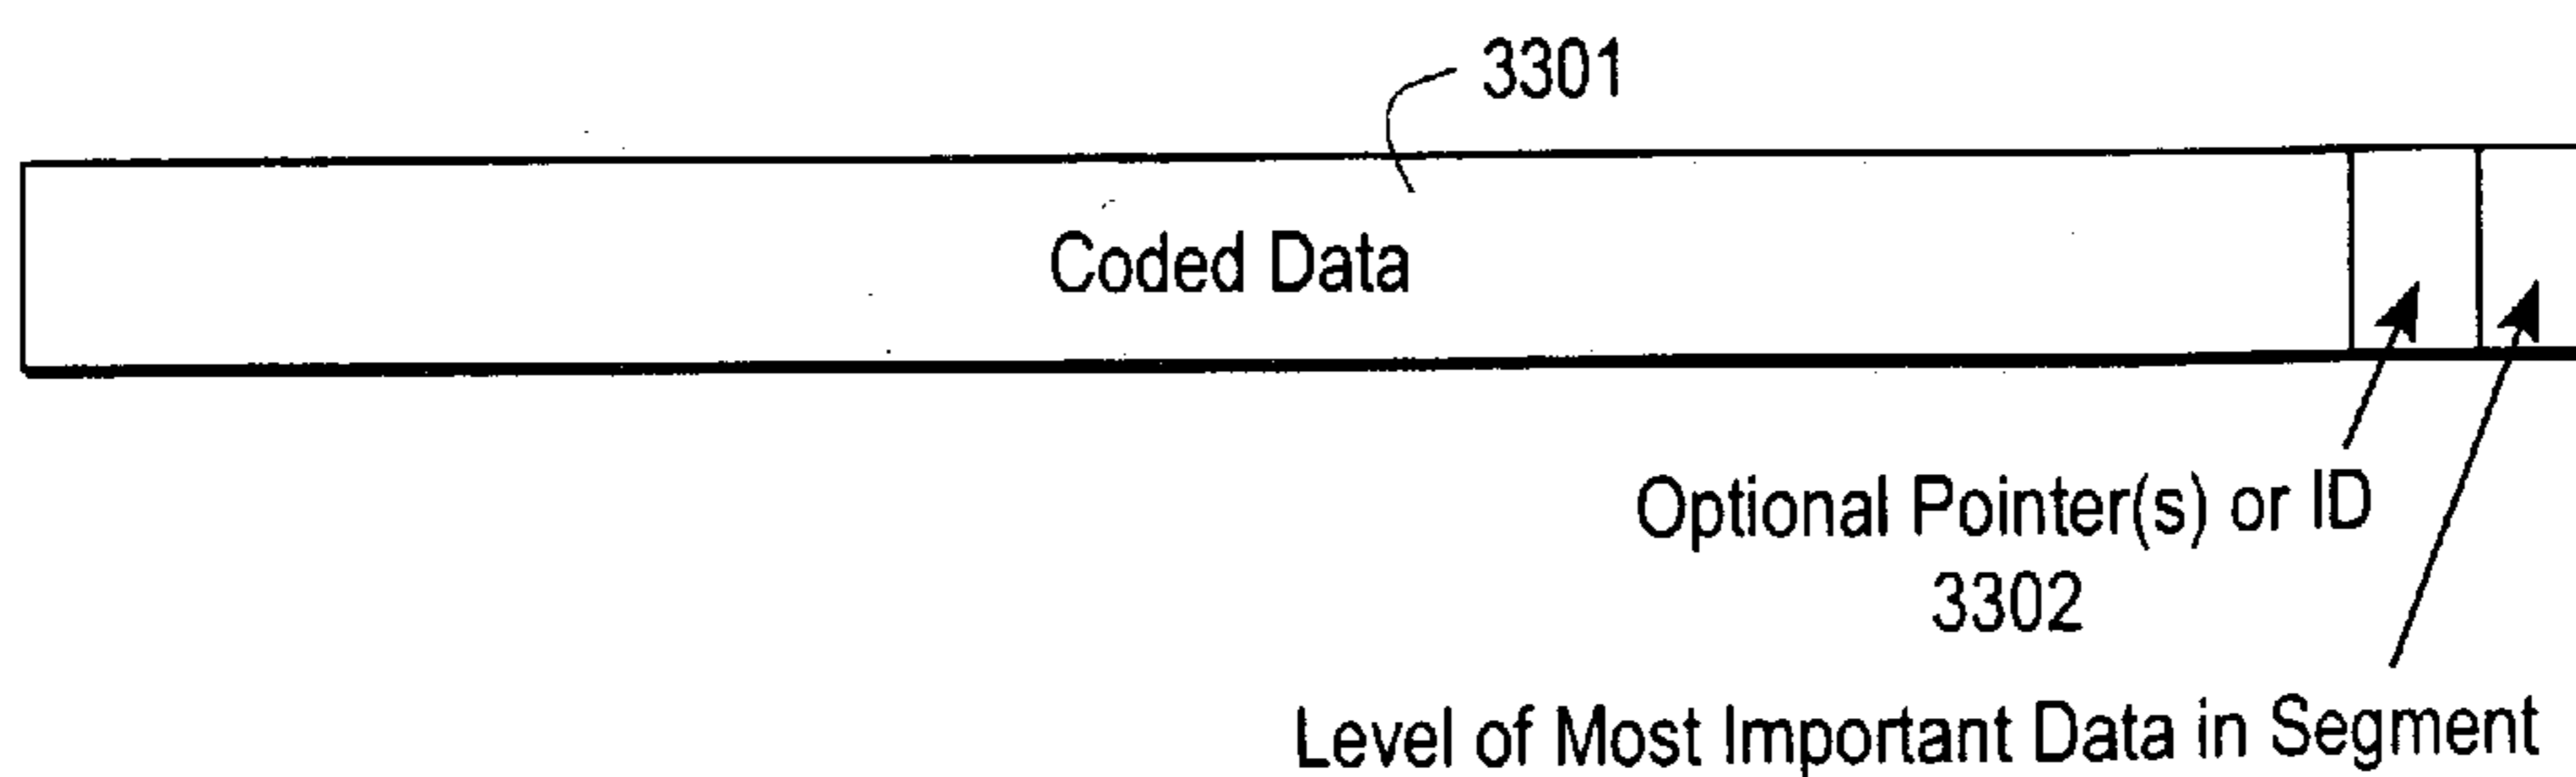 3301
Coded Data
Optional Pointer(s) or ID
3302
Level of Most Important Data in Segment